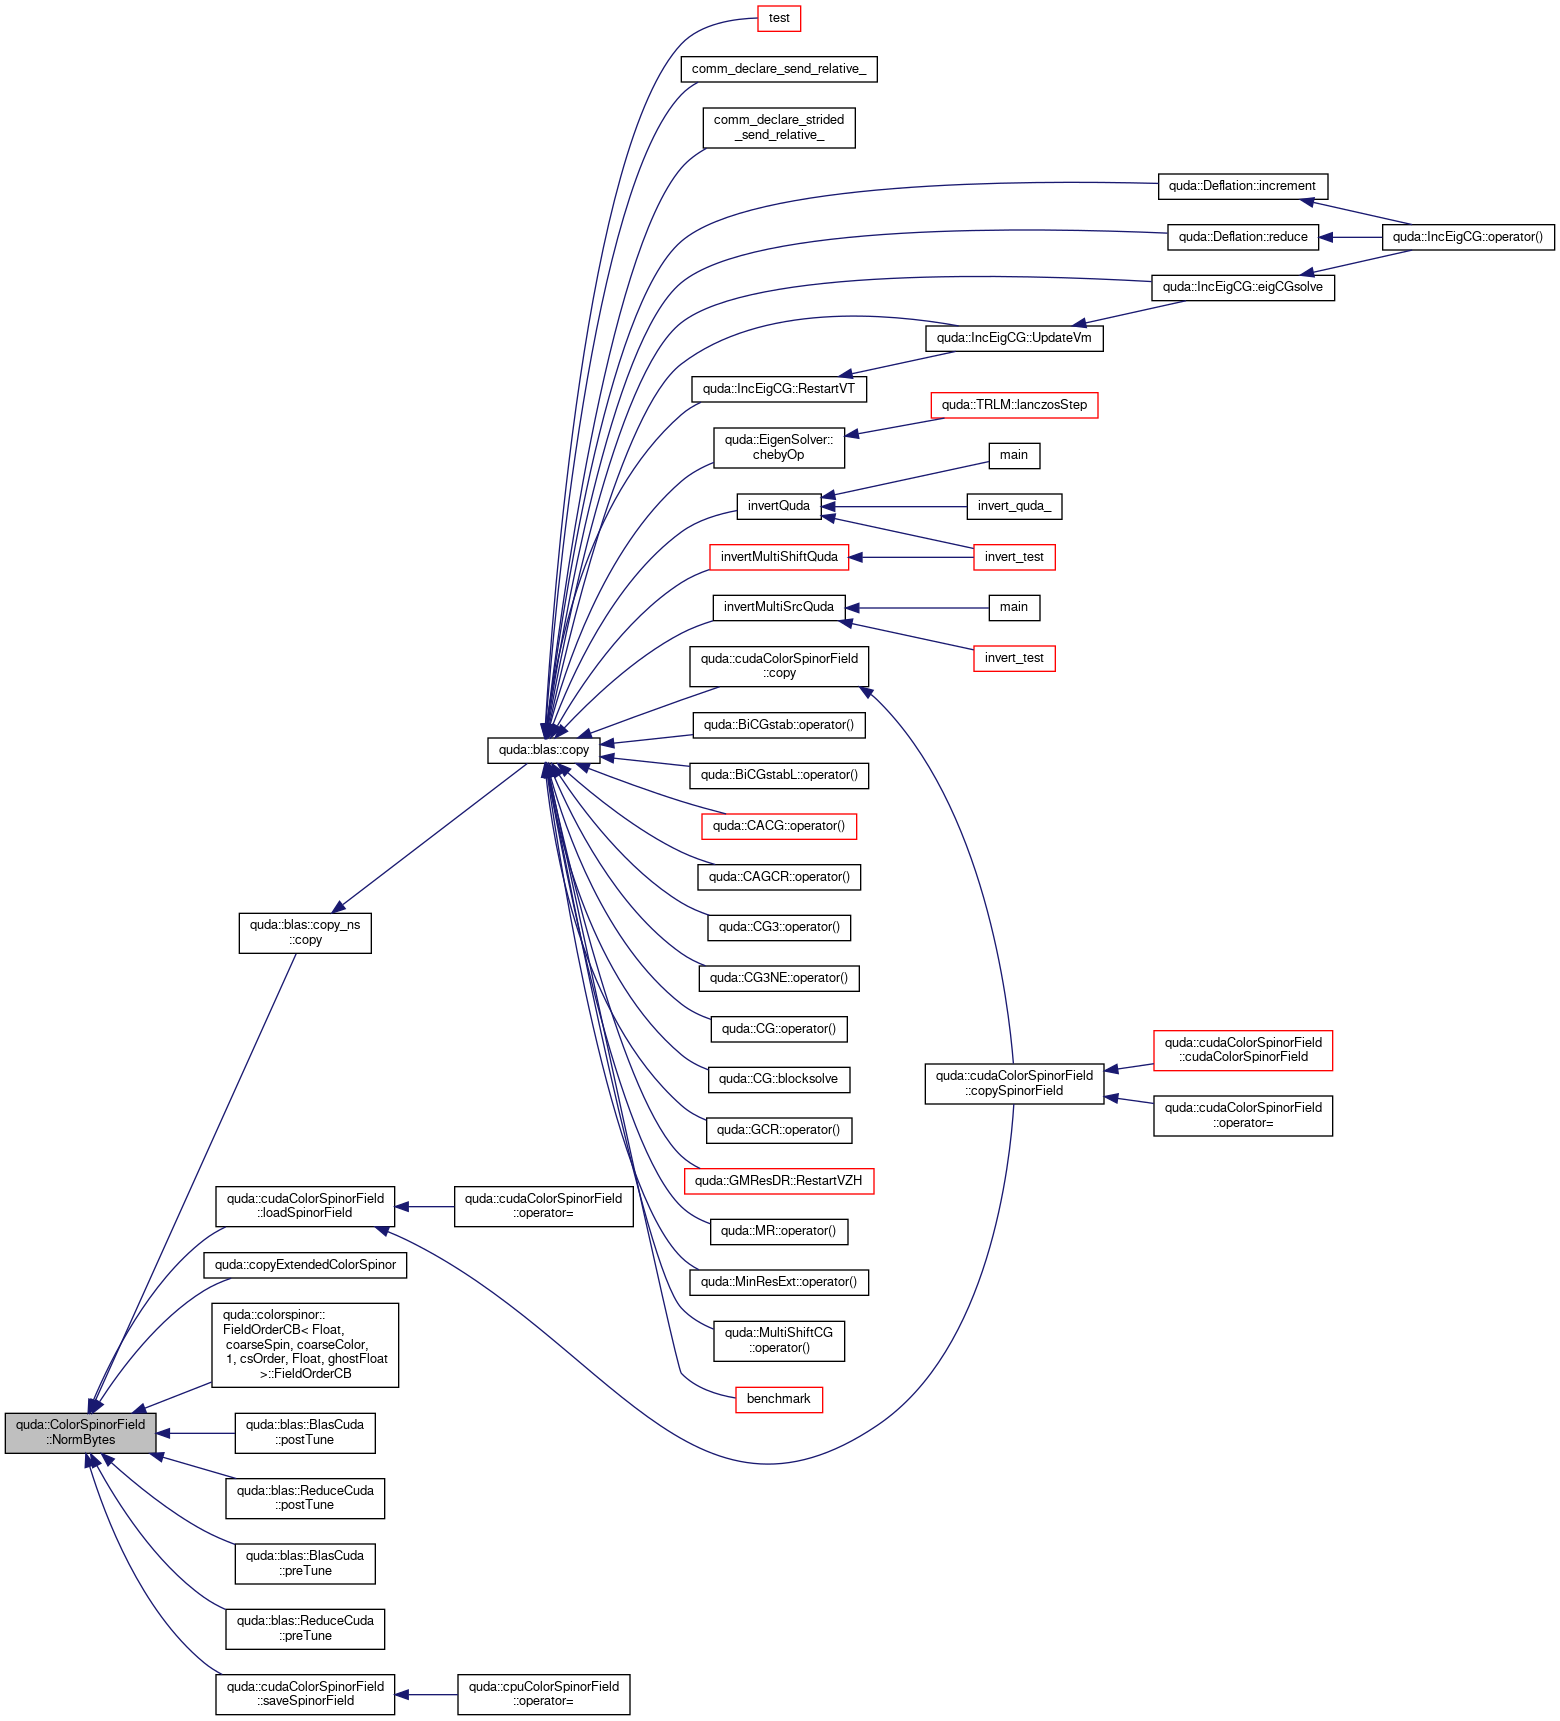 test
comm_declare_send_relative_
comm_declare_strided
_send_relative_
quda::Deflation::increment
quda::Deflation::reduce
quda::IncEigCG::operator()
quda::IncEigCG::eigCGsolve
quda::IncEigCG::UpdateVm
quda::IncEigCG::RestartVT
quda::TRLM::lanczosStep
quda::EigenSolver::
chebyOp
main
invertQuda
invert_quda_
invertMultiShiftQuda
invert_test
invertMultiSrcQuda
main
invert_test
quda::cudaColorSpinorField
::copy
quda::BiCGstab::operator()
quda::blas::copy
quda::BiCGstabL::operator()
quda::CACG::operator()
quda::CAGCR::operator()
quda::blas::copy_ns
::copy
quda::CG3::operator()
quda::CG3NE::operator()
quda::CG::operator()
quda::cudaColorSpinorField
::cudaColorSpinorField
quda::CG::blocksolve
quda::cudaColorSpinorField
::copySpinorField
quda::cudaColorSpinorField
::operator=
quda::GCR::operator()
quda::GMResDR::RestartVZH
quda::cudaColorSpinorField
::loadSpinorField
quda::cudaColorSpinorField
::operator=
quda::MR::operator()
quda::copyExtendedColorSpinor
quda::MinResExt::operator()
quda::colorspinor::
FieldOrderCB< Float,
coarseSpin, coarseColor,
1, csOrder, Float, ghostFloat
>::FieldOrderCB
quda::MultiShiftCG
::operator()
benchmark
quda::ColorSpinorField
::NormBytes
quda::blas::BlasCuda
::postTune
quda::blas::ReduceCuda
::postTune
quda::blas::BlasCuda
::preTune
quda::blas::ReduceCuda
::preTune
quda::cudaColorSpinorField
::saveSpinorField
quda::cpuColorSpinorField
::operator=